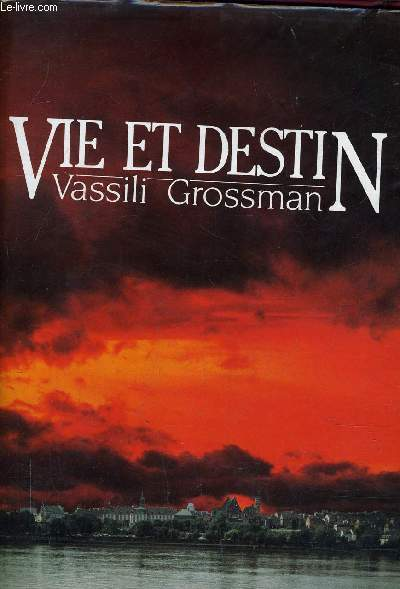 Le-livre.com
VIE ET DESTIN
Vassili Grossman